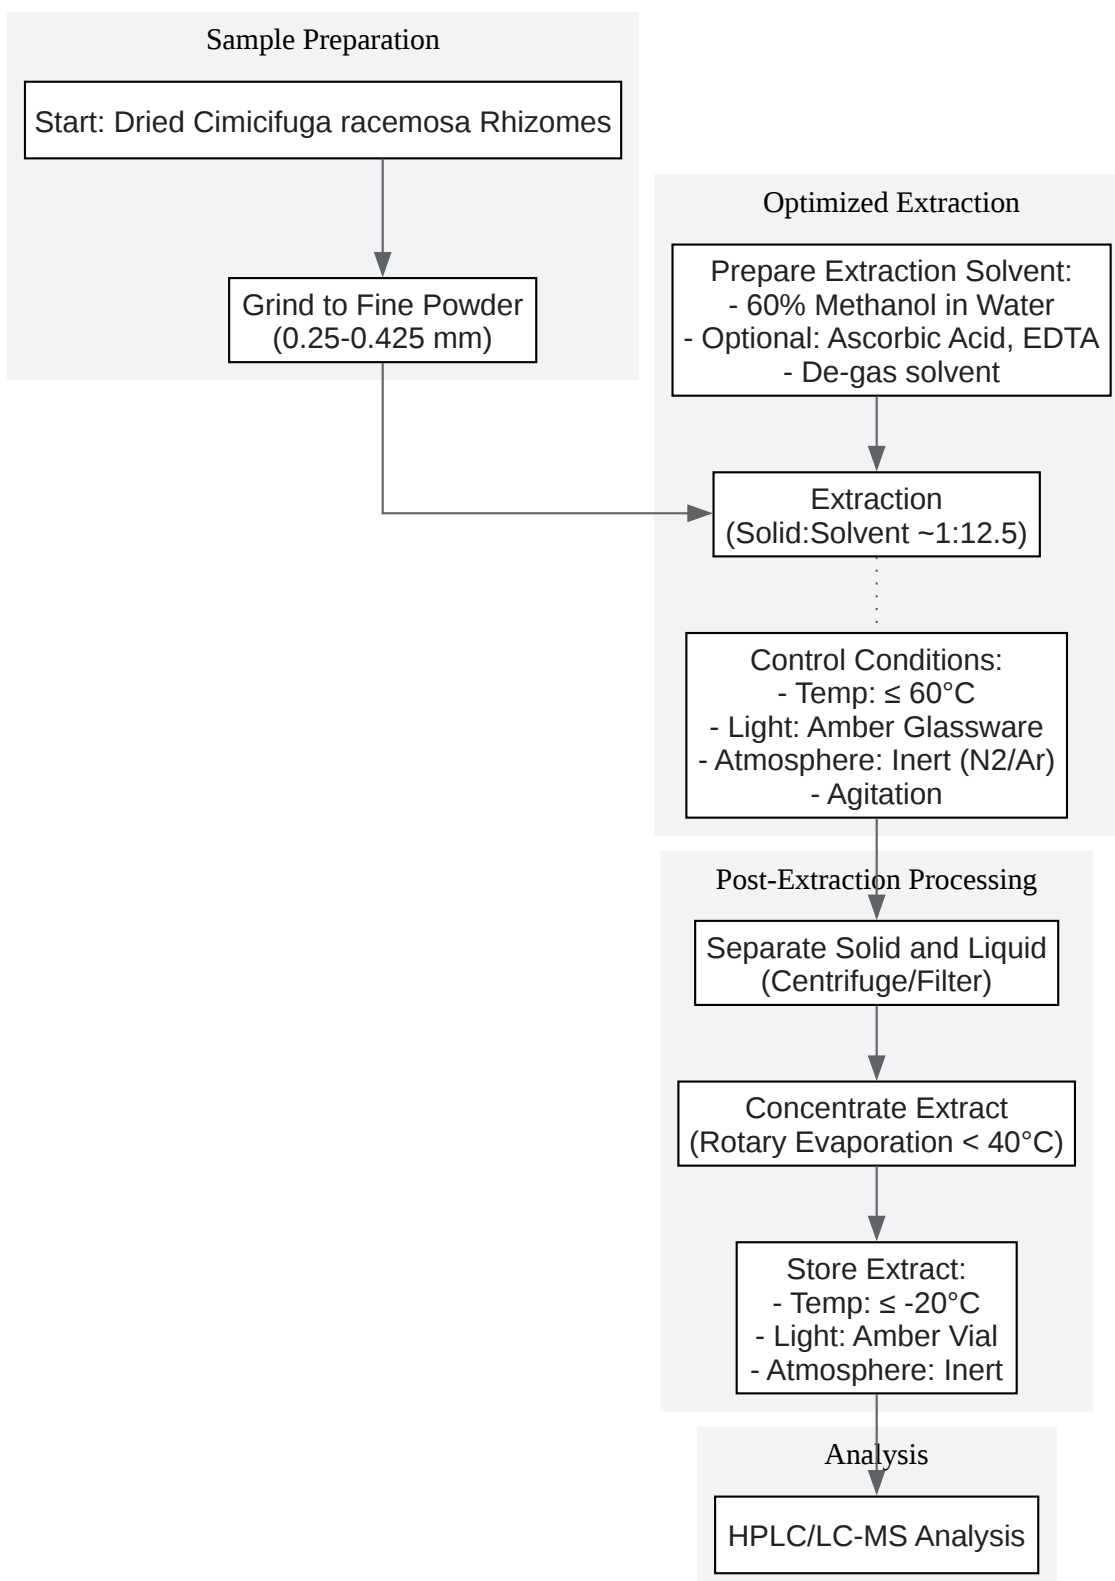 Sample Preparation
Start: Dried Cimicifuga racemosa Rhizomes
Grind to Fine Powder
(0.25-0.425 mm)
Optimized Extraction
Prepare Extraction Solvent:
- 60% Methanol in Water
- Optional: Ascorbic Acid, EDTA
- De-gas solvent
Extraction
(Solid:Solvent ~1:12.5)
Control Conditions:
- Temp: ≤ 60°C
- Light: Amber Glassware
- Atmosphere: Inert (N2/Ar)
- Agitation
Post-Extraction Processing
Separate Solid and Liquid
(Centrifuge/Filter)
Concentrate Extract
(Rotary Evaporation < 40°C)
Store Extract:
- Temp: ≤ -20°C
- Light: Amber Vial
- Atmosphere: Inert
Analysis
HPLC/LC-MS Analysis